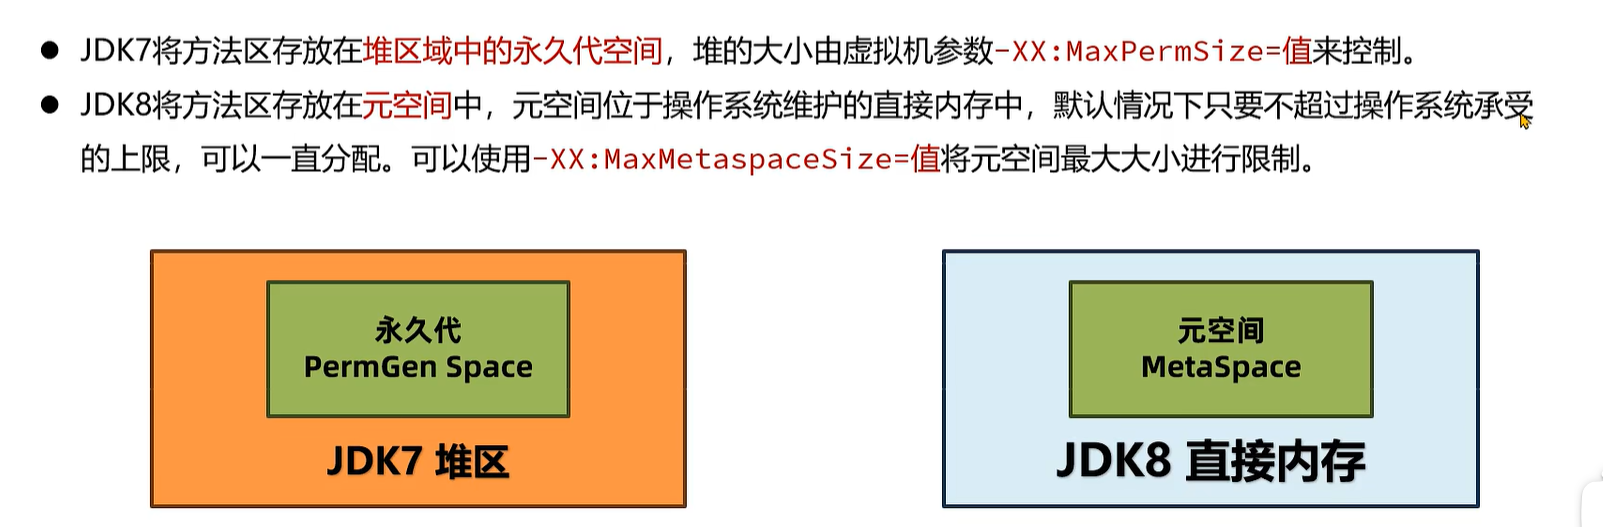 ● JDK7将方法区存放在堆区域中的永久代空间，堆的大小由虚拟机参数-XX:MaxPermSize=值来控制。
● JDK8将方法区存放在元空间中，元空间位于操作系统维护的直接内存中，默认情况下只要不超过操作系统承受
的上限，可以一直分配。可以使用-XX:MaxMetaspaceSize=值将元空间最大大小进行限制。
永久代
PermGen Space
JDK7 堆区
元空间
MetaSpace
JDK8 直接内存